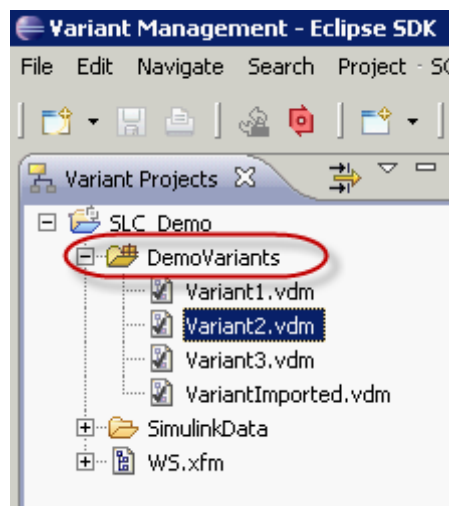 Variant Management - Eclipse SDK
File Edit Navigate Search Project SC
Variant Projects
SLC_Demo
DemoVariants
Variant1.vdm
Variant2.vdm
Variant3.vdm
VariantImported.vdm
SimulinkData
WS.xfm